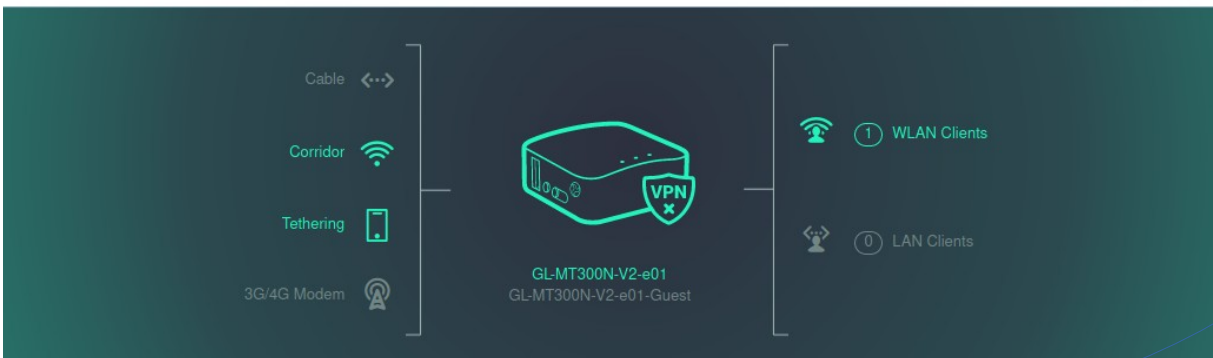 Cable
Corridor
Tethering
3G/4G Modem
VPN
GL-MT300N-V2-e01
GL-MT300N-V2-e01-Guest
1 WLAN Clients
0 LAN Clients